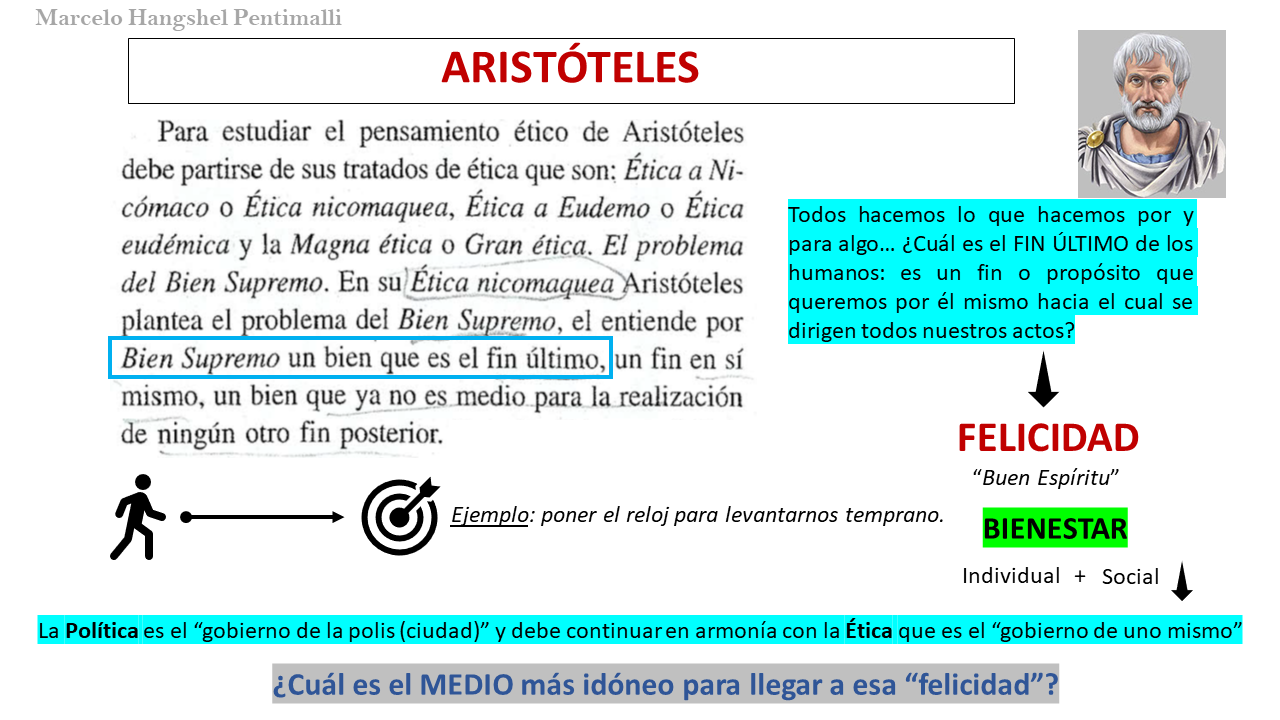 Marcelo Hangshel Pentimalli
ARISTÓTELES
Para estudiar el pensamiento ético de Aristóteles
debe partirse de sus tratados de ética que son: Ética a Ni-
cómaco o Ética nicomaquea, Ética a Eudemo o Ética
eudémica y la Magna ética o Gran ética. El problema
del Bien Supremo. En su Ética nicomaquea Aristóteles
plantea el problema del Bien Supremo, el entiende por
Bien Supremo un bien que es el fin último, un fin en sí
mismo, un bien que ya no es medio para la realización
de ningún otro fin posterior.
Todos hacemos lo que hacemos por y
para algo… ¿Cuál es el FIN ÚLTIMO de los
humanos: es un fin o propósito que
queremos por él mismo hacia el cual se
dirigen todos nuestros actos?
FELICIDAD
“Buen Espíritu”
BIENESTAR
Individual + Social
Ejemplo: poner el reloj para levantarnos temprano.
La Política es el “gobierno de la polis (ciudad)” y debe continuar en armonía con la Ética que es el “gobierno de uno mismo”
¿Cuál es el MEDIO más idóneo para llegar a esa “felicidad”?